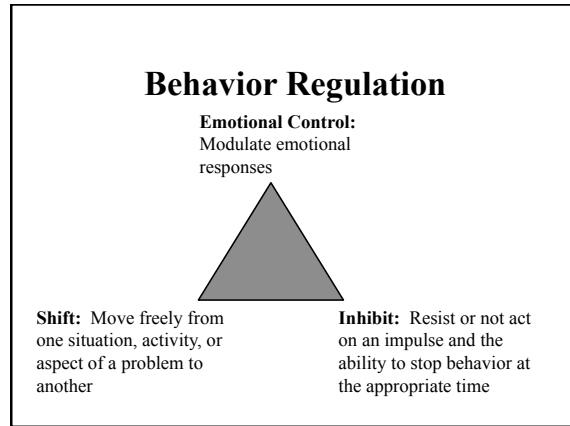 Behavior Regulation
Emotional Control:
Modulate emotional
responses
Shift:  Move freely from
one situation, activity, or
aspect of a problem to
another
Inhibit:  Resist or not act
on an impulse and the
ability to stop behavior at
the appropriate time